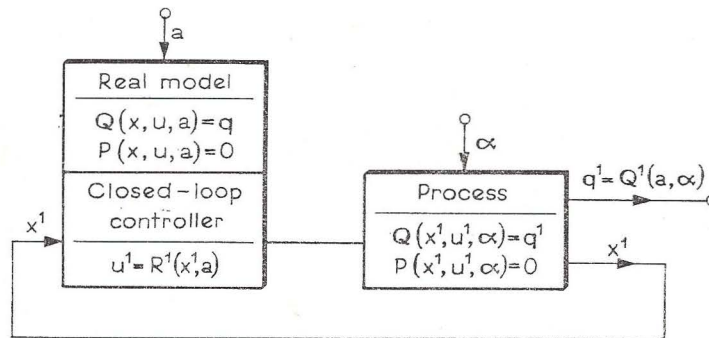 a
Real model
Q(x, u, a) = q
P(x, u, a) = 0
Closed-loop
controller
u¹ = R¹(x¹, a)
x¹
α
Process
Q(x¹, u¹, α) = q¹
P(x¹, u¹, α) = 0
q¹ = Q¹(a, α)
x¹